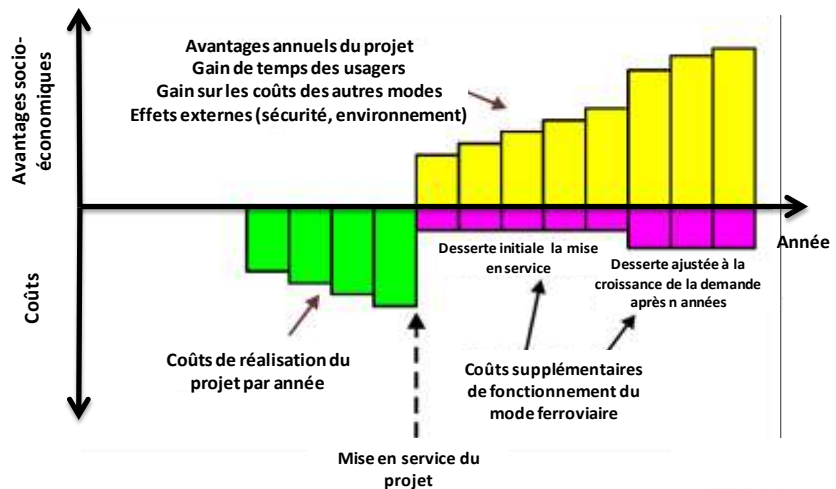 Avantages socio-
économiques
Coûts
Avantages annuels du projet
Gain de temps des usagers
Gain sur les coûts des autres modes
Effets externes (sécurité, environnement)
Année
Desserte initiale la mise
en service
Desserte ajustée à la
croissance de la demande
après n années
Coûts de réalisation du
projet par année
Coûts supplémentaires
de fonctionnement du
mode ferroviaire
Mise en service du
projet